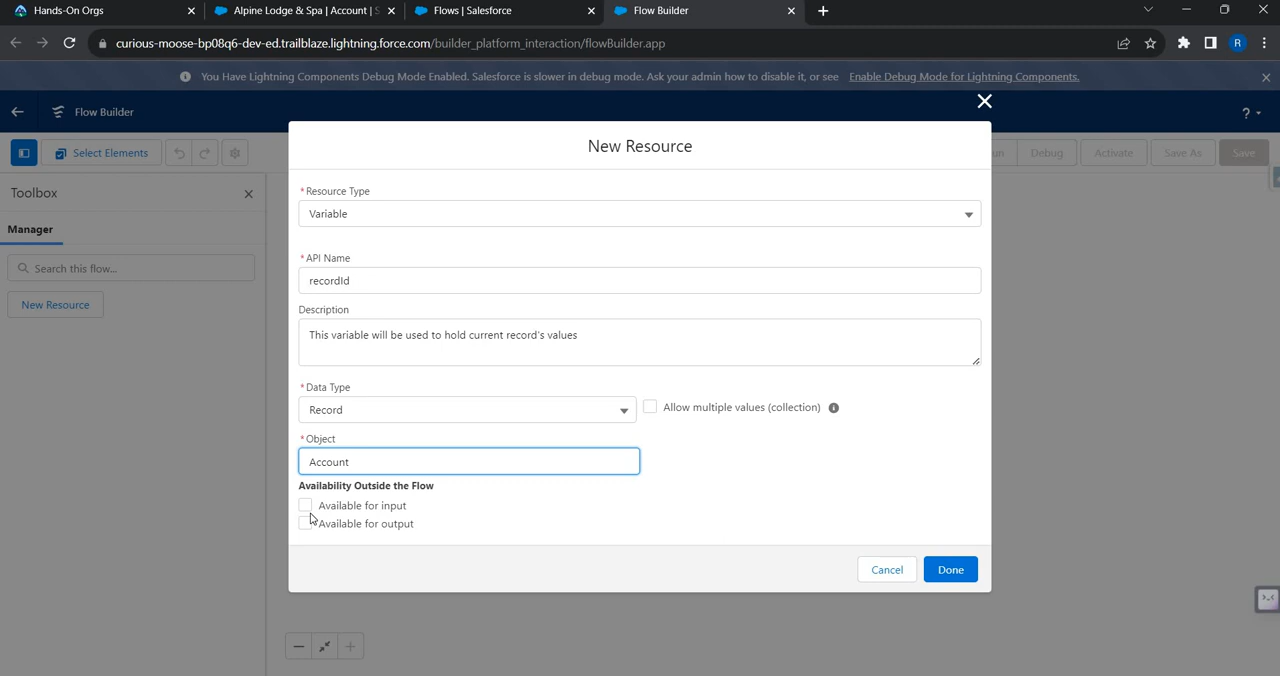 Hands-On Orgs
Alpine Lodge & Spa | Account | S
Flows | Salesforce
Flow Builder
curious-moose-bp08q6-dev-ed.trailblaze.lightning.force.com/builder_platform_interaction/flowBuilder.app
R
You Have Lightning Components Debug Mode Enabled. Salesforce is slower in debug mode. Ask your admin how to disable it, or see Enable Debug Mode for Lightning Components.
Flow Builder
?
Select Elements
un
Debug
Activate
Save As
Save
New Resource
Toolbox
Manager
Search this flow...
New Resource
* Resource Type
Variable
* API Name
recordId
Description
This variable will be used to hold current record's values
* Data Type
Record
Allow multiple values (collection)
* Object
Account
Availability Outside the Flow
Available for input
Available for output
Cancel
Done